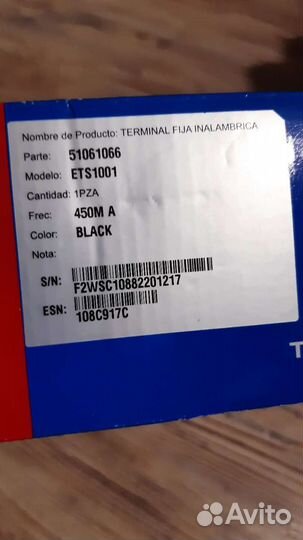 Nombre de Producto: TERMINAL FIJA INALAMBRICA
Parte: 51061066
Modelo: ETS1001
Cantidad: 1PZA
Frec: 450M A
Color: BLACK
Nota:
S/N: F2WSC10882201217
ESN: 108C917C
T
Avito